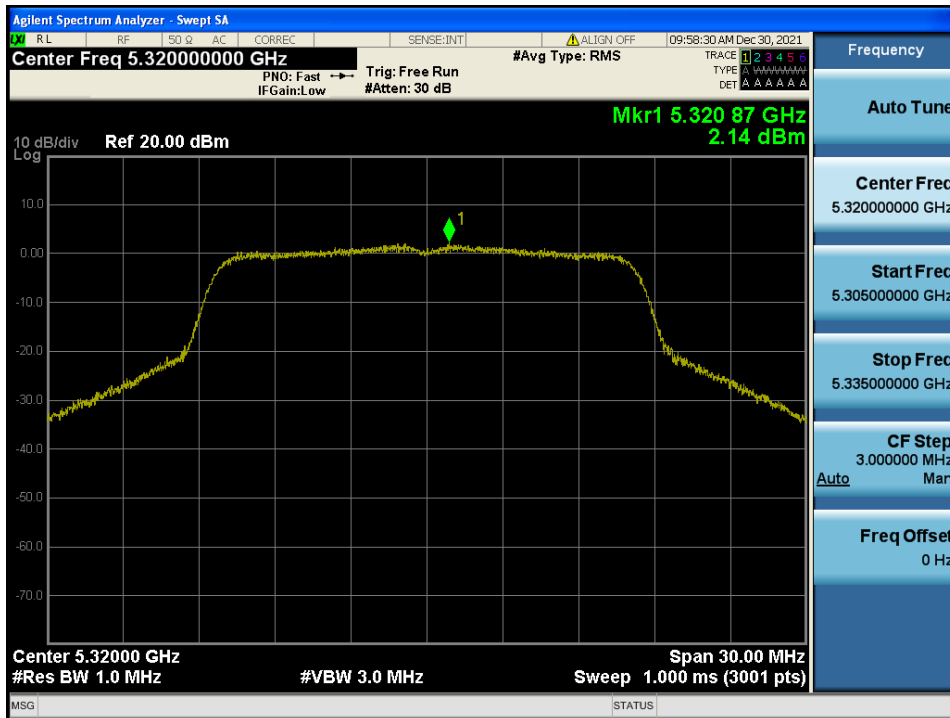 Agilent Spectrum Analyzer - Swept SA
LXI RL RF 50 Ω AC CORREC SENSE:INT ALIGN OFF 09:58:30 AM Dec 30, 2021
Center Freq 5.320000000 GHz
PNO: Fast
IFGain:Low
Trig: Free Run
#Atten: 30 dB
#Avg Type: RMS
TRACE 1 2 3 4 5 6
TYPE A WWWWW
DET A A A A A A
Mkr1 5.320 87 GHz
2.14 dBm
10 dB/div Ref 20.00 dBm
Log
10.0
1
0.00
-10.0
-20.0
-30.0
-40.0
-50.0
-60.0
-70.0
Center 5.32000 GHz Span 30.00 MHz
#Res BW 1.0 MHz #VBW 3.0 MHz Sweep 1.000 ms (3001 pts)
MSG STATUS
Frequency
Auto Tune
Center Freq
5.320000000 GHz
Start Freq
5.305000000 GHz
Stop Freq
5.335000000 GHz
CF Step
3.000000 MHz
Auto Man
Freq Offset
0 Hz